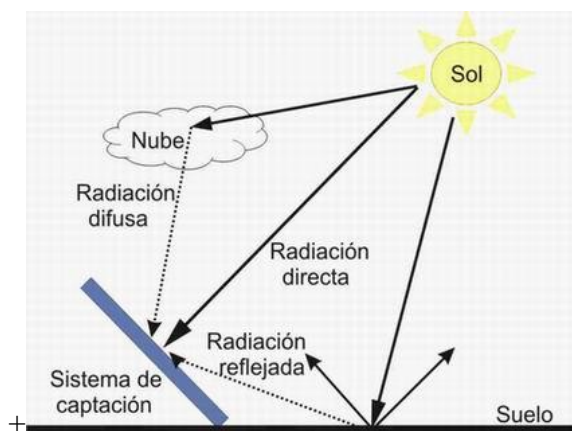 Sol
Nube
Radiación
difusa
Radiación
directa
Radiación
reflejada
Sistema de
captación
Suelo